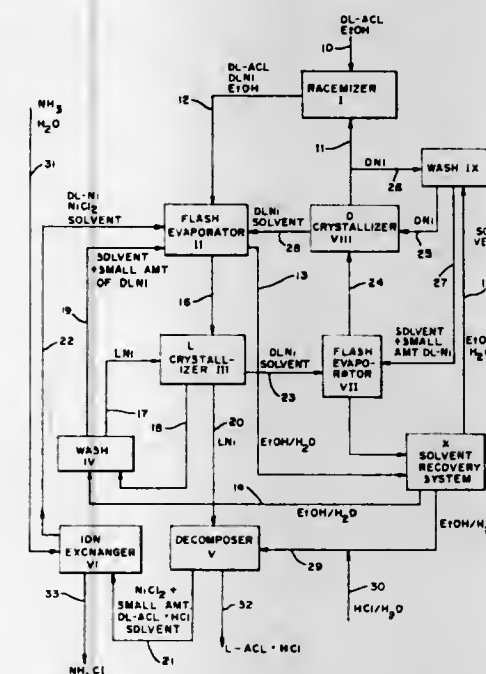 DL-ACL
EtOH
10
DL-ACL
DLNi
EtOH
RACEMIZER
I
12
NH3
H2O
11
DNi
WASH IX
31
26
DL-Ni
NiCl2
SOLVENT
FLASH
EVAPORATOR
II
DLNi
SOLVENT
28
D
CRYSTALLIZER
VIII
DNi
25
SOLVENT
+SMALL AMT
OF DLNi
19
13
27
24
16
22
L
CRYSTALL-
IZER III
DLNi
SOLVENT
23
FLASH
EVAPO-
RATOR
VII
SOLVENT
+SMALL
AMT DL-Ni
EtO
H2O
LNi
17
18
20
LNi
EtOH/H2O
WASH
IV
X
SOLVENT
RECOVERY
SYSTEM
14
EtOH/H2O
ION
EXCHANGER
VI
DECOMPOSER
V
29
33
NiCl2 +
SMALL AMT.
DL-ACL·HCl
SOLVENT
32
30
HCl/H2O
21
L-ACL·HCl
NH4Cl